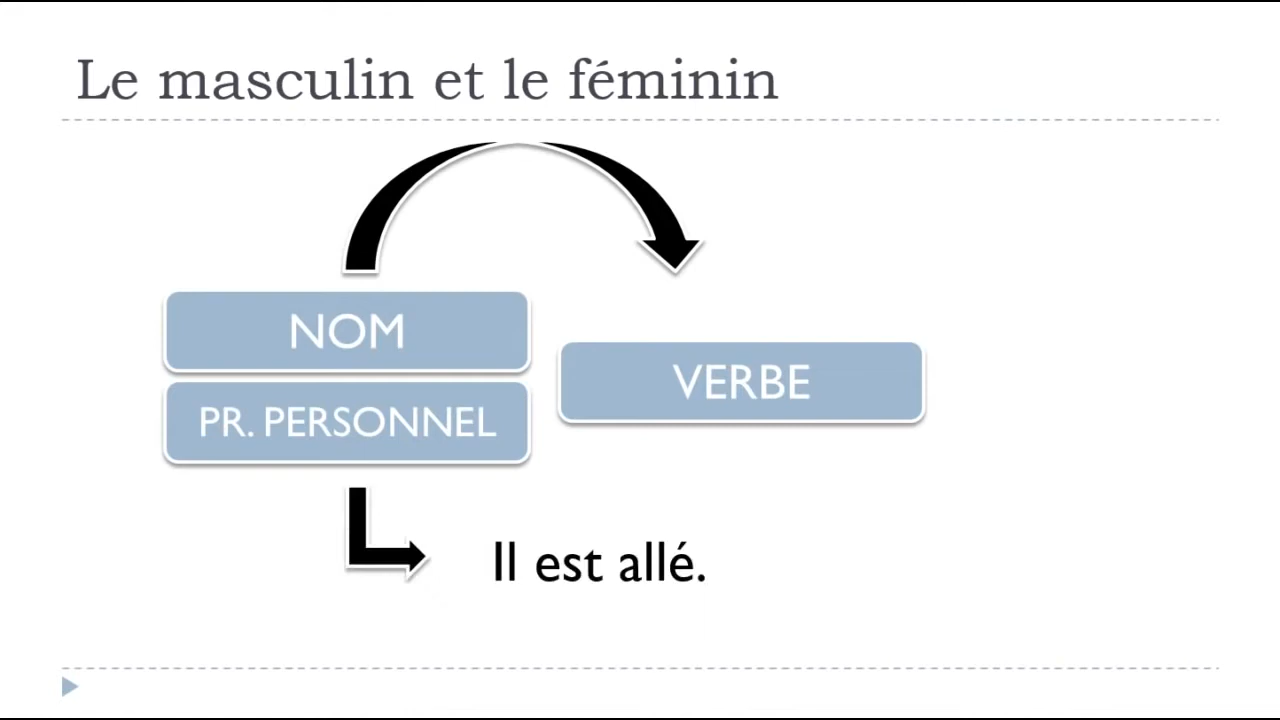 Le masculin et le féminin
NOM
VERBE
PR. PERSONNEL
Il est allé.